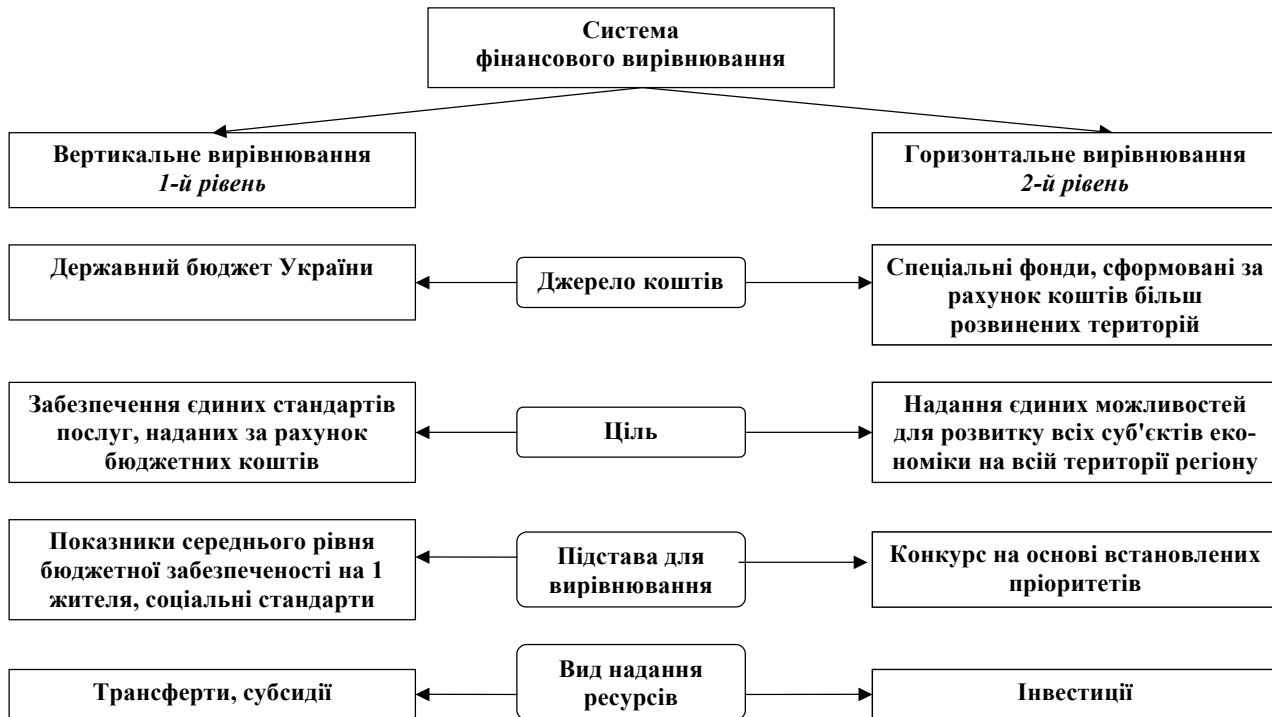 Система
фінансового вирівнювання
Вертикальне вирівнювання
1-й рівень
Горизонтальне вирівнювання
2-й рівень
Державний бюджет України
Джерело коштів
Спеціальні фонди, сформовані за
рахунок коштів більш
розвинених територій
Забезпечення єдиних стандартів
послуг, наданих за рахунок
бюджетних коштів
Ціль
Надання єдиних можливостей
для розвитку всіх суб'єктів еко-
номіки на всій території регіону
Показники середнього рівня
бюджетної забезпеченості на 1
жителя, соціальні стандарти
Підстава для
вирівнювання
Конкурс на основі встановлених
пріоритетів
Трансферти, субсидії
Вид надання
ресурсів
Інвестиції